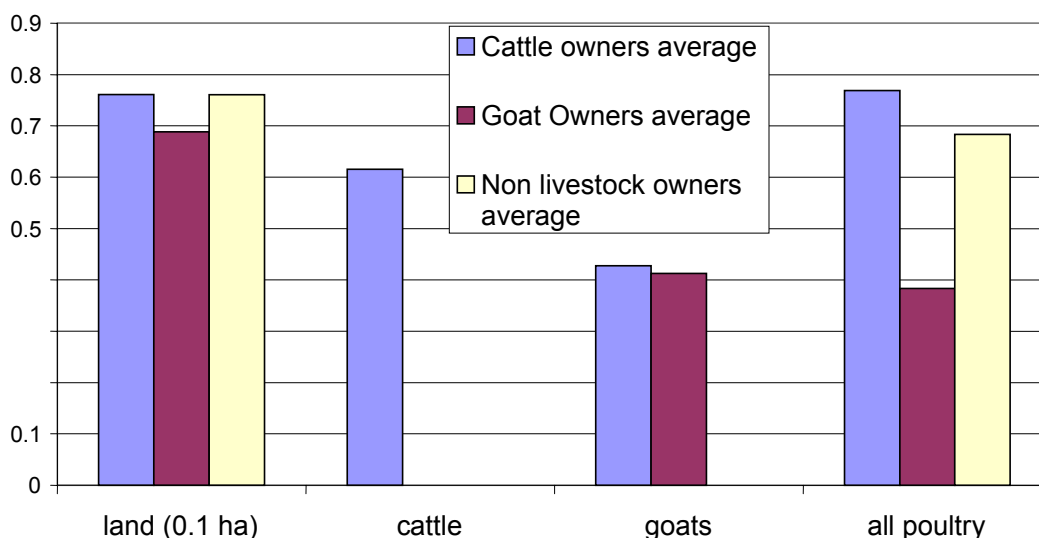 0.9
0.8
0.7
0.6
0.5
0.1
0
Cattle owners average
Goat Owners average
Non livestock owners
average
land (0.1 ha)
cattle
goats
all poultry